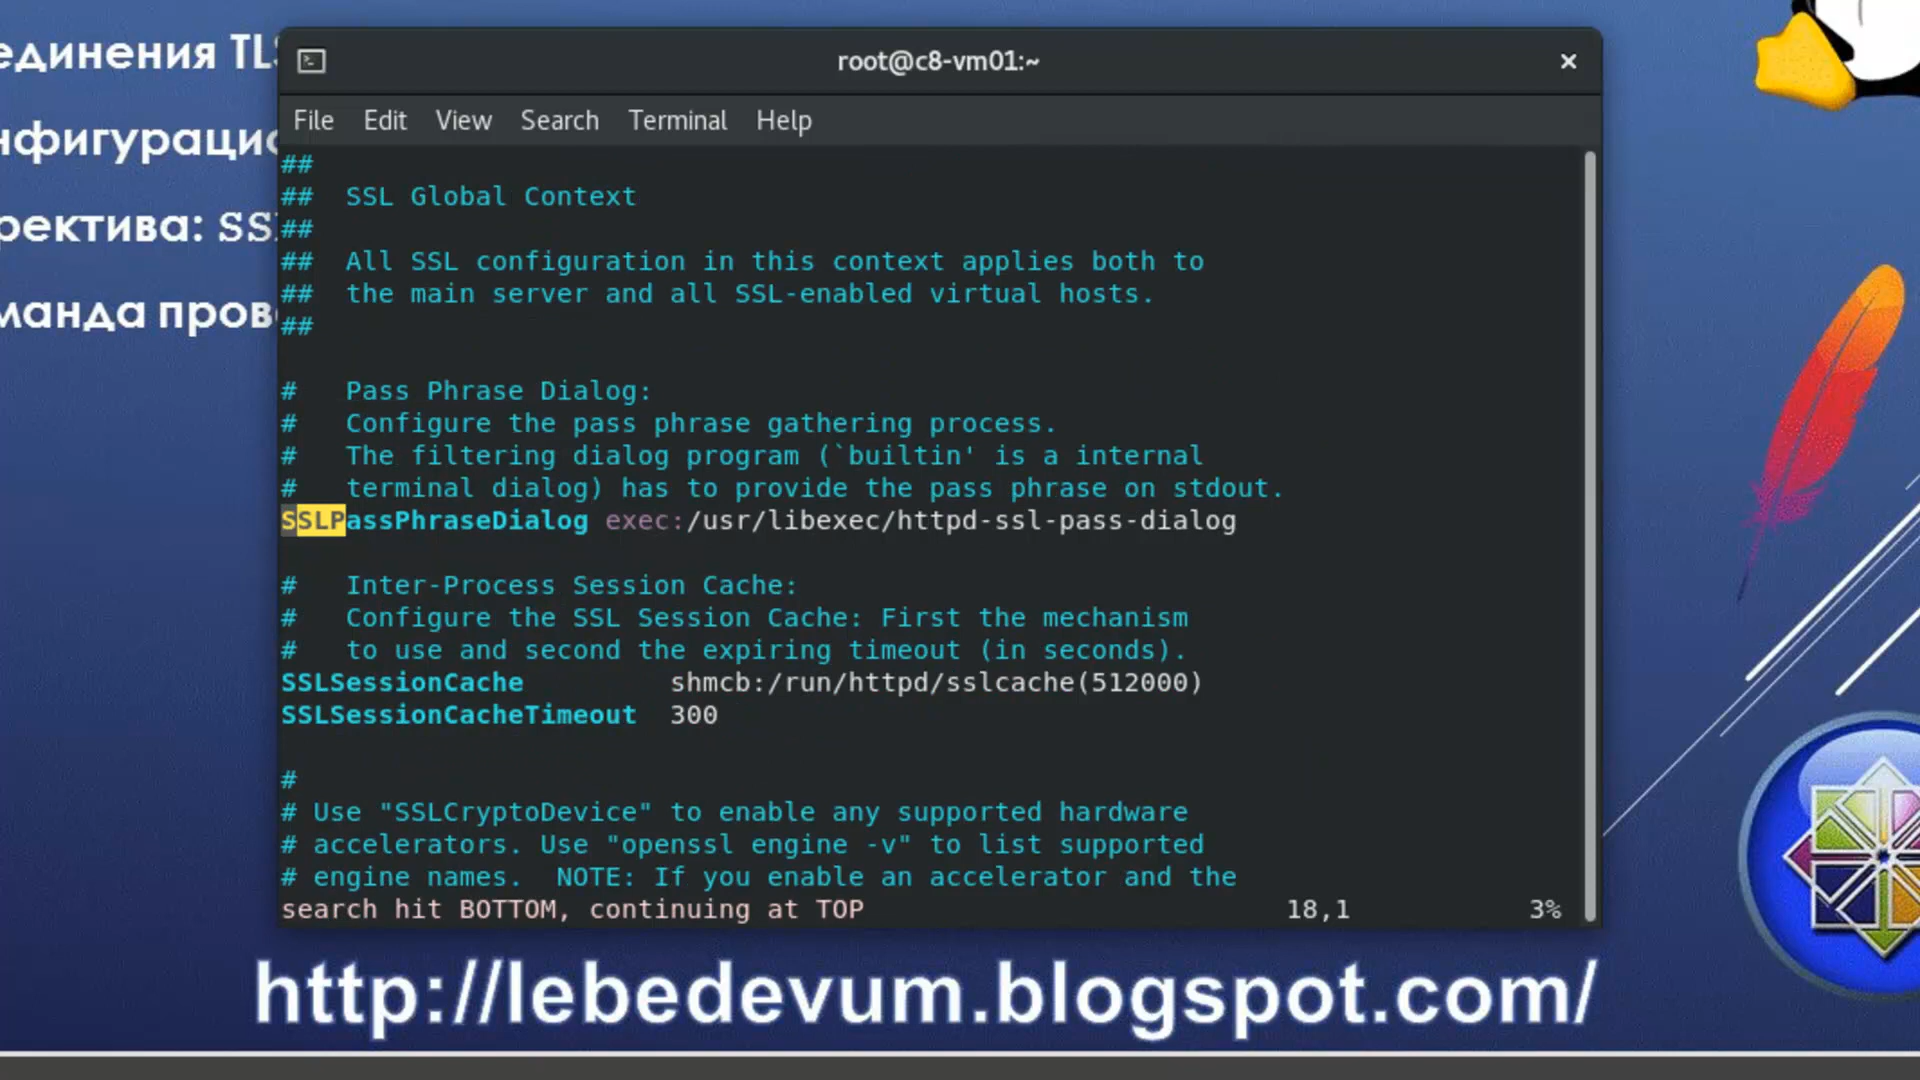 единения TLS
root@c8-vm01:~
File Edit View Search Terminal Help
нфигурацио
ректива: SSL
манда прове
##
## SSL Global Context
##
## All SSL configuration in this context applies both to
## the main server and all SSL-enabled virtual hosts.
##
# Pass Phrase Dialog:
# Configure the pass phrase gathering process.
# The filtering dialog program (`builtin' is a internal
# terminal dialog) has to provide the pass phrase on stdout.
SSLPassPhraseDialog exec:/usr/libexec/httpd-ssl-pass-dialog
# Inter-Process Session Cache:
# Configure the SSL Session Cache: First the mechanism
# to use and second the expiring timeout (in seconds).
SSLSessionCache shmcb:/run/httpd/sslcache(512000)
SSLSessionCacheTimeout 300
#
# Use "SSLCryptoDevice" to enable any supported hardware
# accelerators. Use "openssl engine -v" to list supported
# engine names. NOTE: If you enable an accelerator and the
search hit BOTTOM, continuing at TOP 18,1 3%
http://lebedevum.blogspot.com/